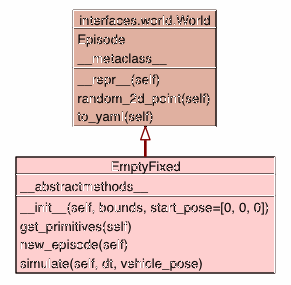 interfaces.world.World
Episode
__metaclass__
__repr__(self)
random_2d_point(self)
to_yaml(self)
EmptyFixed
__abstractmethods__
__init__(self, bounds, start_pose=[0, 0, 0])
get_primitives(self)
new_episode(self)
simulate(self, dt, vehicle_pose)